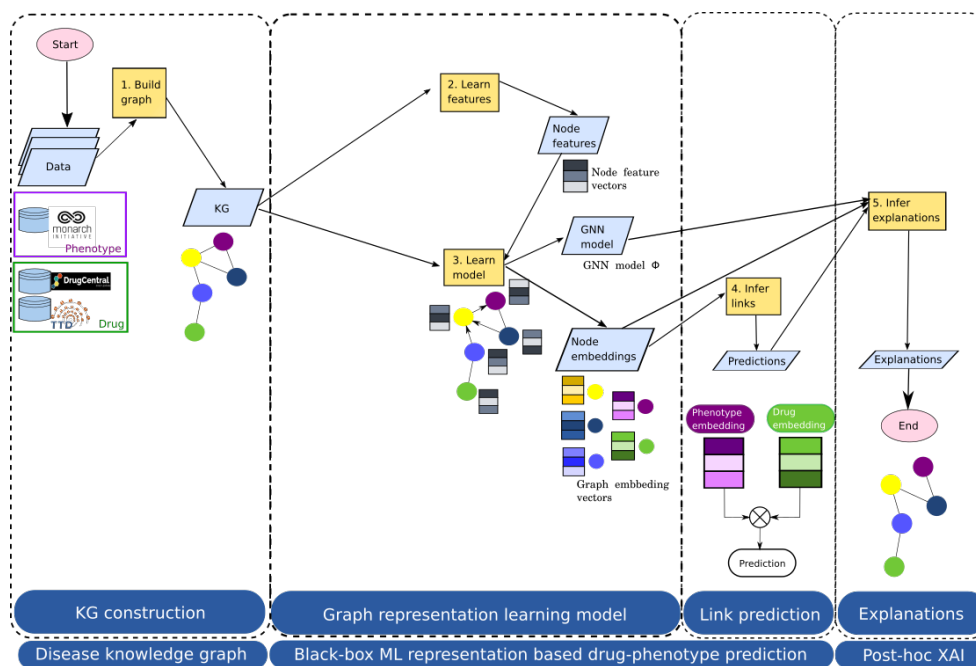 Start
1. Build
graph
Data
monarch
INITIATIVE
Phenotype
DrugCentral
TTD
Drug
KG
2. Learn
features
Node
features
Node feature
vectors
3. Learn
model
GNN
model
GNN model Φ
Node
embeddings
Graph embbeding
vectors
4. Infer
links
Predictions
Phenotype
embedding
Drug
embedding
Prediction
5. Infer
explanations
Explanations
End
KG construction
Graph representation learning model
Link prediction
Explanations
Disease knowledge graph
Black-box ML representation based drug-phenotype prediction
Post-hoc XAI